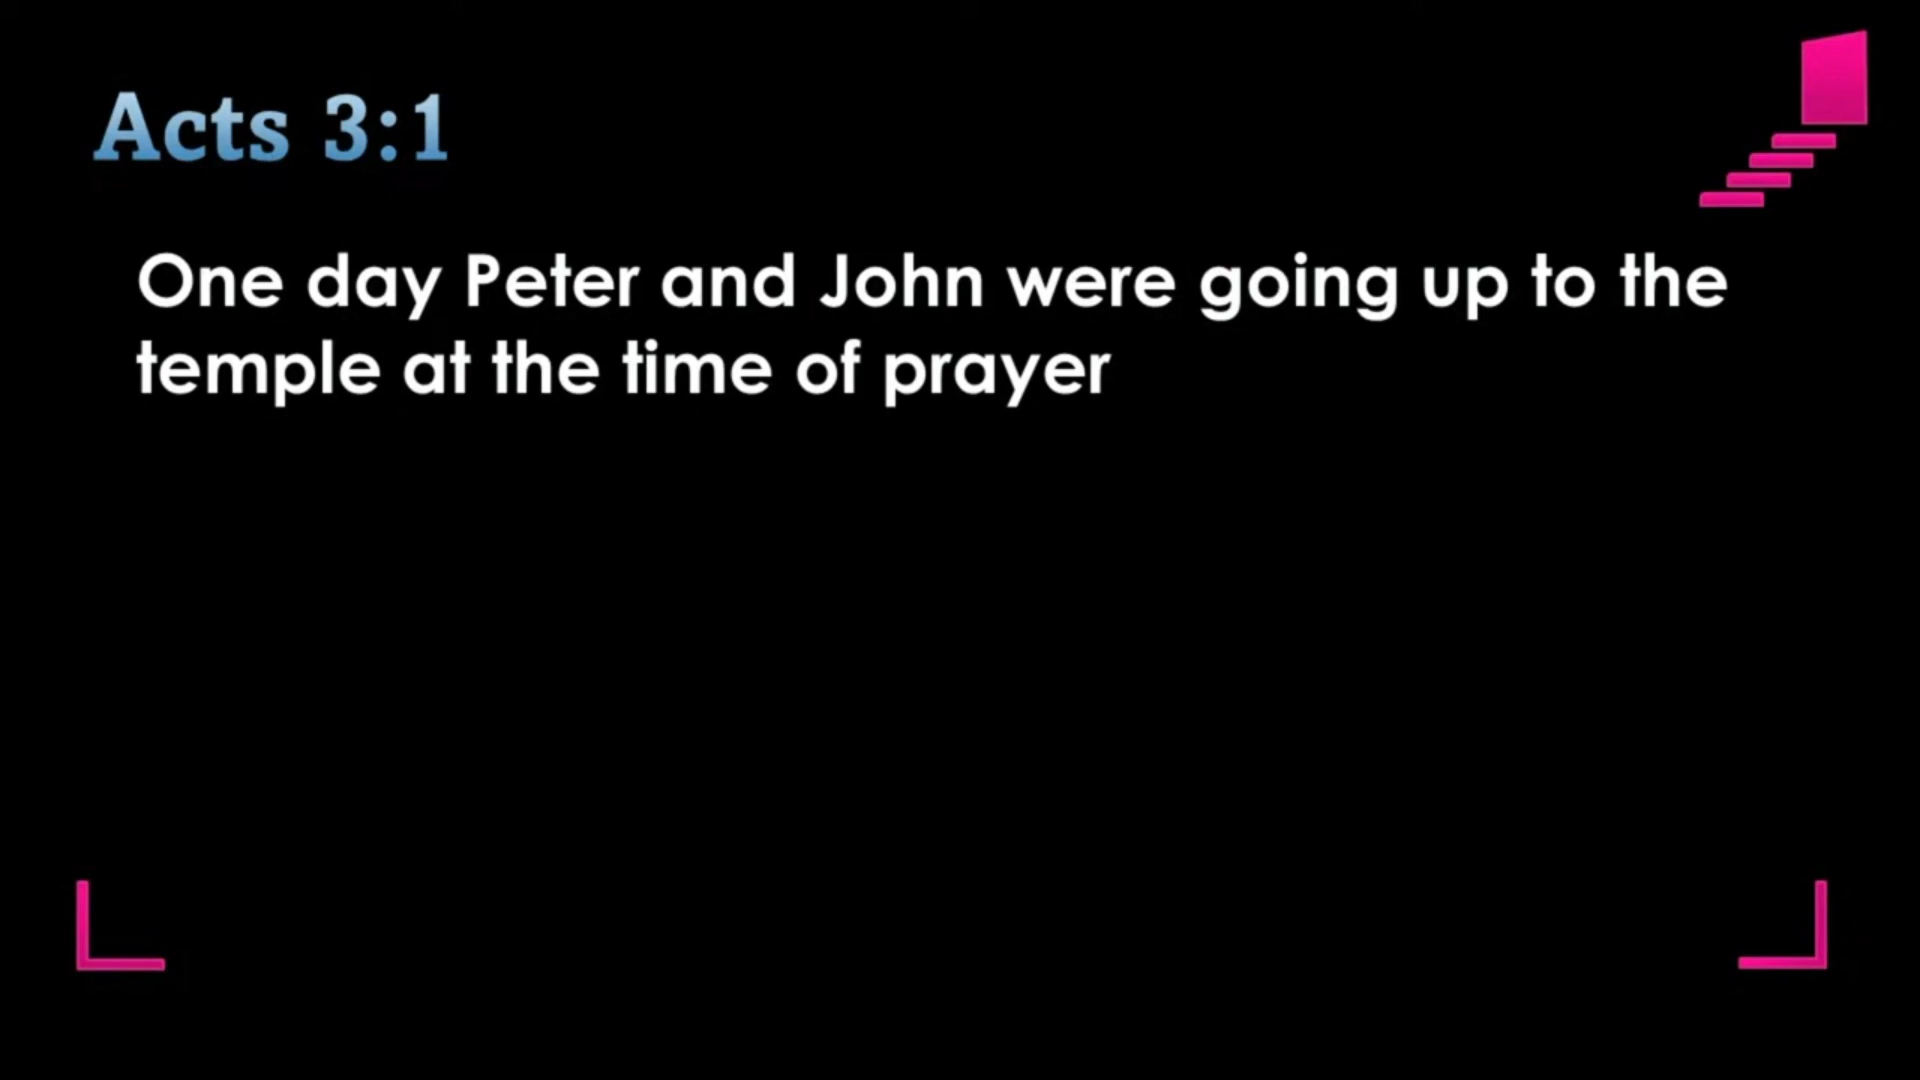 Acts 3:1
One day Peter and John were going up to the
temple at the time of prayer